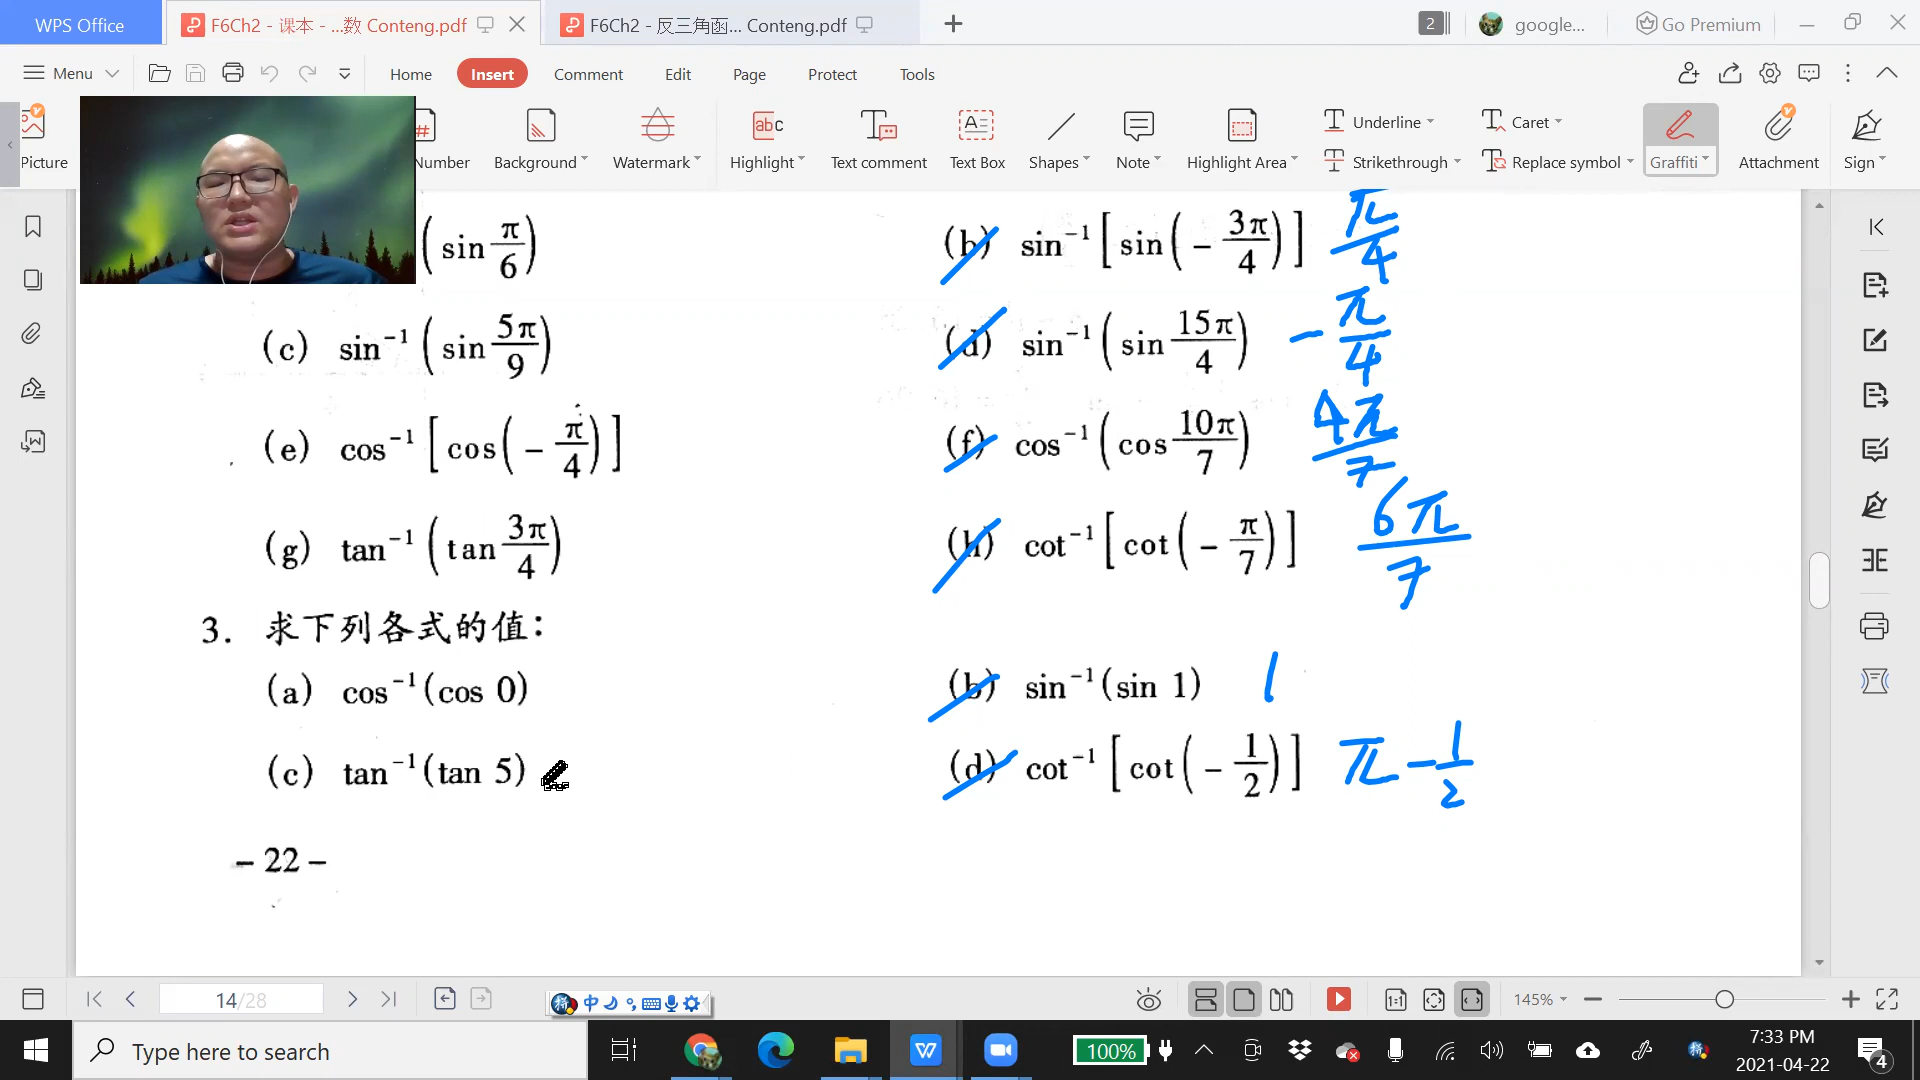 WPS Office
F6Ch2 - 课本 - ...数 Conteng.pdf
F6Ch2 - 反三角函... Conteng.pdf
2
google...
Go Premium
Menu
Home
Insert
Comment
Edit
Page
Protect
Tools
Picture
Number
Background
Watermark
Highlight
Text comment
Text Box
Shapes
Note
Highlight Area
Underline
Strikethrough
Caret
Replace symbol
Graffiti
Attachment
Sign
(sin π/6)
(b) sin⁻¹[sin(-3π/4)] π/4
(c) sin⁻¹(sin 5π/9)
(d) sin⁻¹(sin 15π/4) -π/4
(e) cos⁻¹[cos(-π/4)]
(f) cos⁻¹(cos 10π/7) 4π/7
(g) tan⁻¹(tan 3π/4)
(h) cot⁻¹[cot(-π/7)] 6π/7
3. 求下列各式的值:
(a) cos⁻¹(cos 0)
(b) sin⁻¹(sin 1) 1
(c) tan⁻¹(tan 5)
(d) cot⁻¹[cot(-1/2)] π-1/2
-22-
14/28
中
145%
Type here to search
100%
7:33 PM
2021-04-22
4